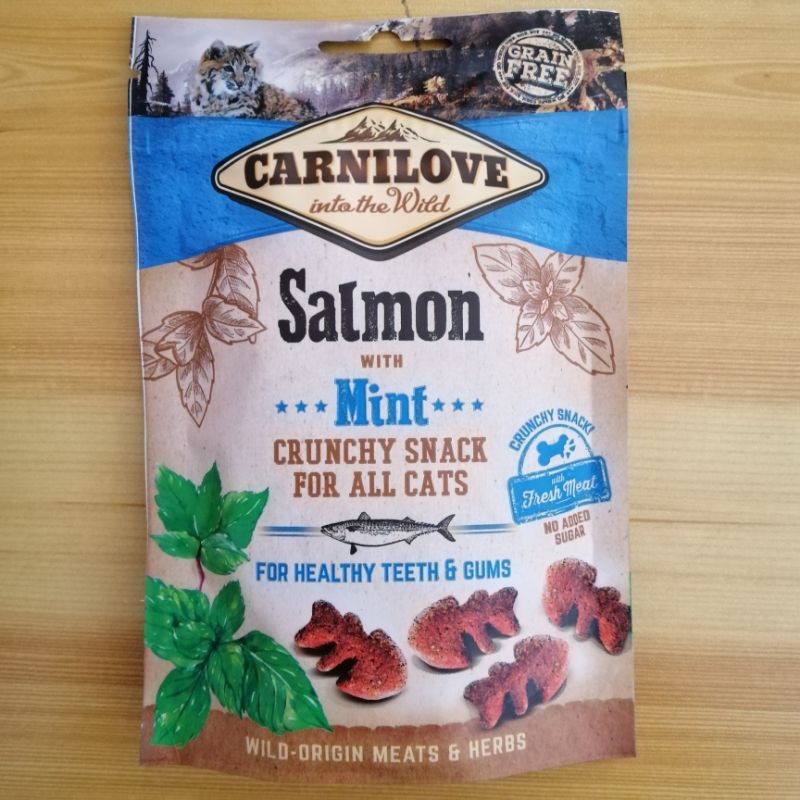 GRAIN
FREE
CARNILOVE
into the Wild
Salmon
WITH
Mint
CRUNCHY SNACK
FOR ALL CATS
CRUNCHY SNACK!
with
Fresh Meat
NO ADDED
SUGAR
FOR HEALTHY TEETH & GUMS
WILD-ORIGIN MEATS & HERBS